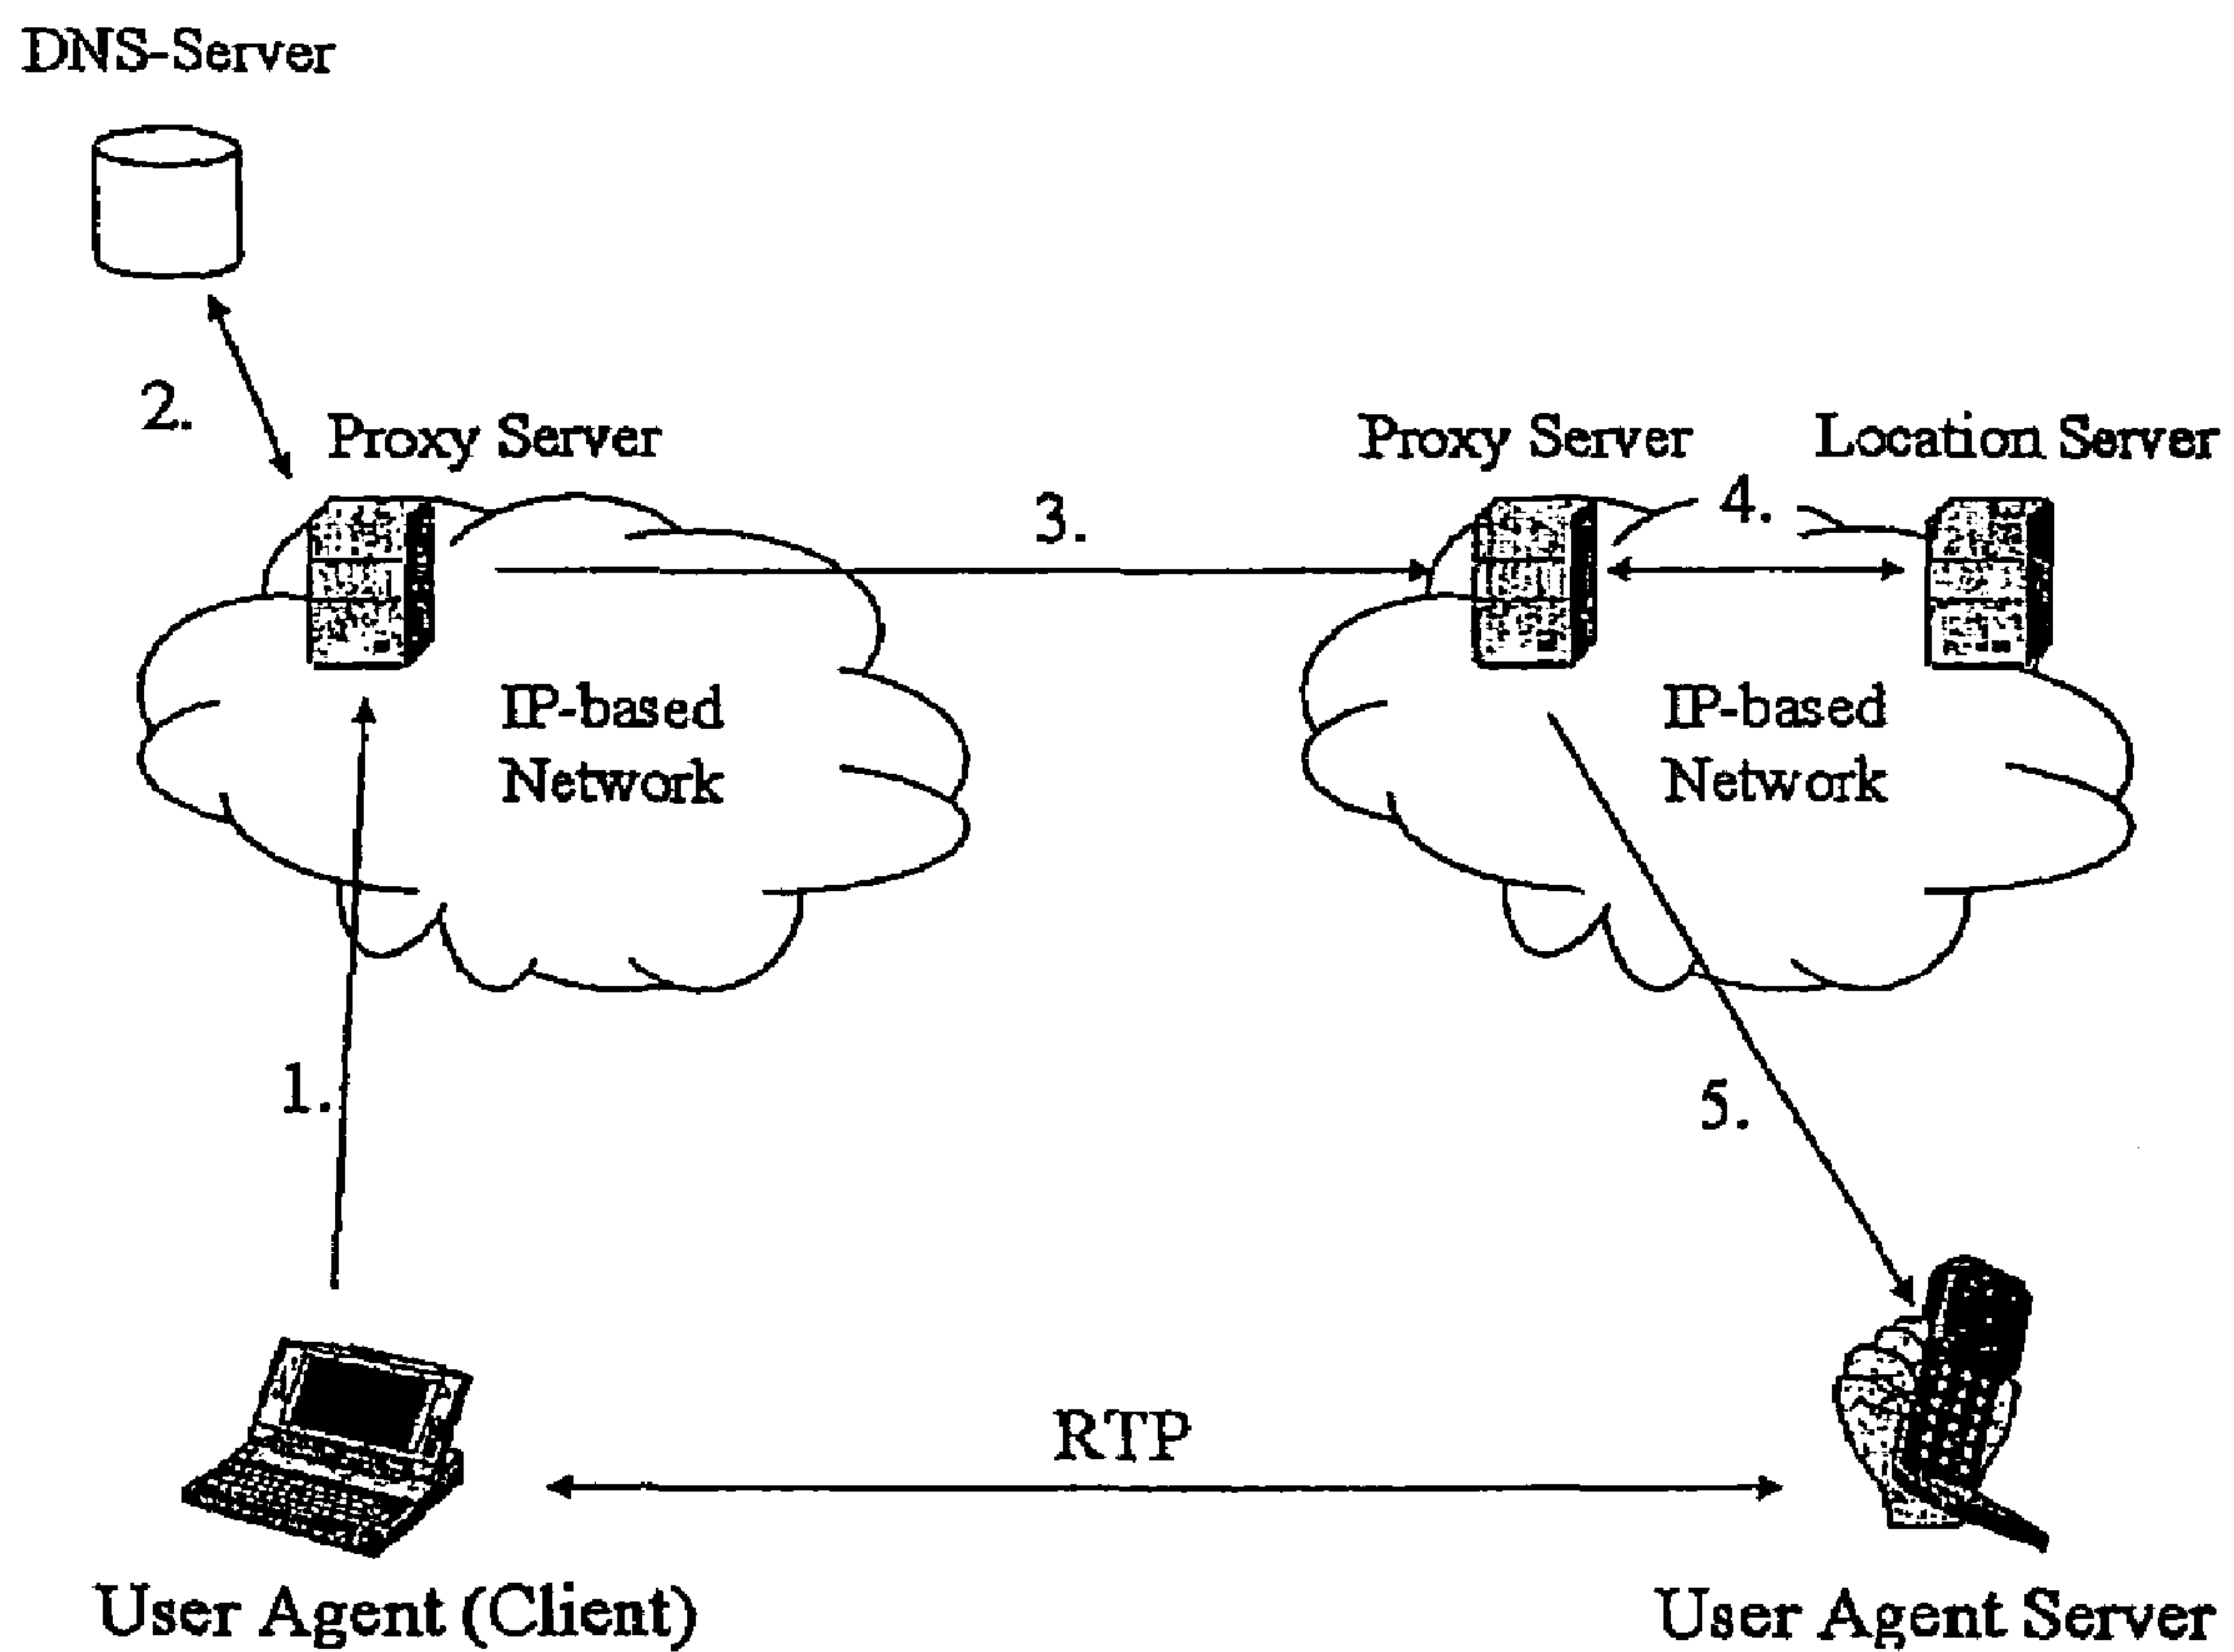 DNS-Server
2.
Proxy Server
3.
Proxy Server
4.
Location Server
IP-based
Network
IP-based
Network
1.
5.
RTP
User Agent (Client)
User Agent Server